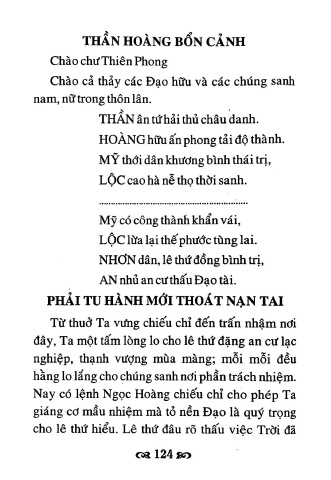 THẦN HOÀNG BỔN CẢNH
Chào chư Thiên Phong
Chào cả thảy các Đạo hữu và các chúng sanh
nam, nữ trong thôn lân.
THẦN ân tứ hải thủ châu danh.
HOÀNG hữu ấn phong tải độ thành.
MỸ thới dân khương bình thái trị,
LỘC cao hà nễ thọ thời sanh.
..........................................
Mỹ có công thành khẩn vái,
LỘC lừa lại thế phước tùng lai.
NHƠN dân, lê thứ đồng bình trị,
AN nhủ an cư thấu Đạo tài.
PHẢI TU HÀNH MỚI THOÁT NẠN TAI
Từ thuở Ta vưng chiếu chỉ đến trấn nhậm nơi
đây, Ta một tấm lòng lo cho lê thứ đặng an cư lạc
nghiệp, thạnh vượng mùa màng; mỗi mỗi đều
hằng lo lắng cho chúng sanh nơi phần trách nhiệm.
Nay có lệnh Ngọc Hoàng chiếu chỉ cho phép Ta
giáng cơ mầu nhiệm mà tỏ nền Đạo là quý trọng
cho lê thứ hiểu. Lê thứ đâu rõ thấu việc Trời đã
124